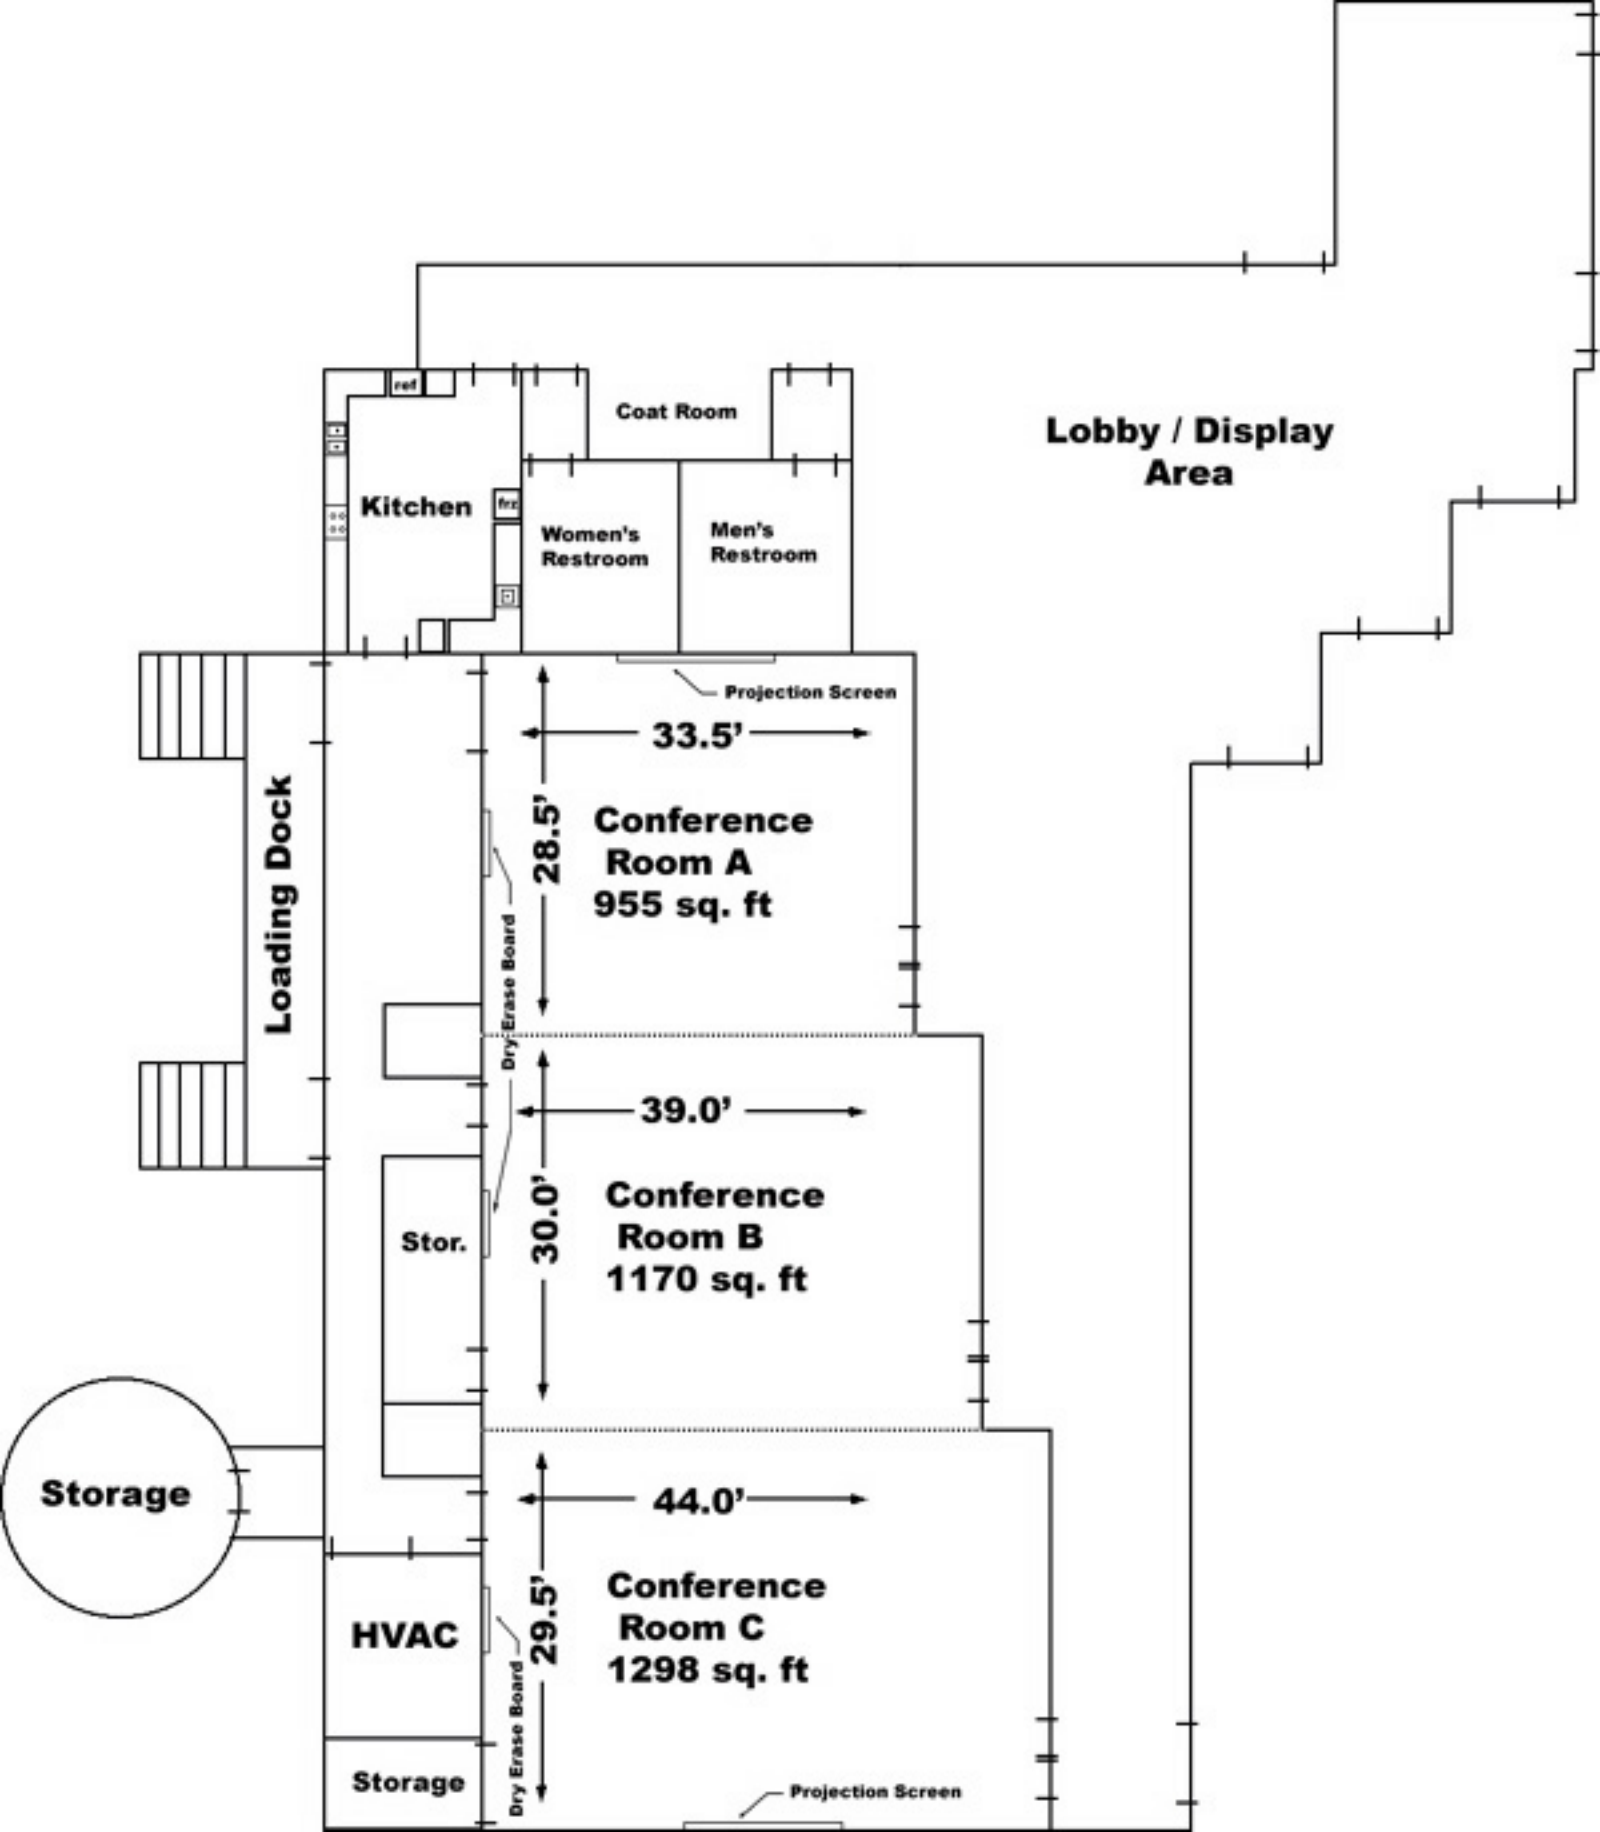 ref
Coat Room
Lobby / Display
Area
Kitchen
frz
Women's
Restroom
Men's
Restroom
Projection Screen
33.5'
28.5'
Loading Dock
Conference
Room A
955 sq. ft
Dry Erase Board
39.0'
30.0'
Conference
Room B
1170 sq. ft
Stor.
Storage
44.0'
29.5'
Conference
Room C
1298 sq. ft
HVAC
Dry Erase Board
Storage
Projection Screen